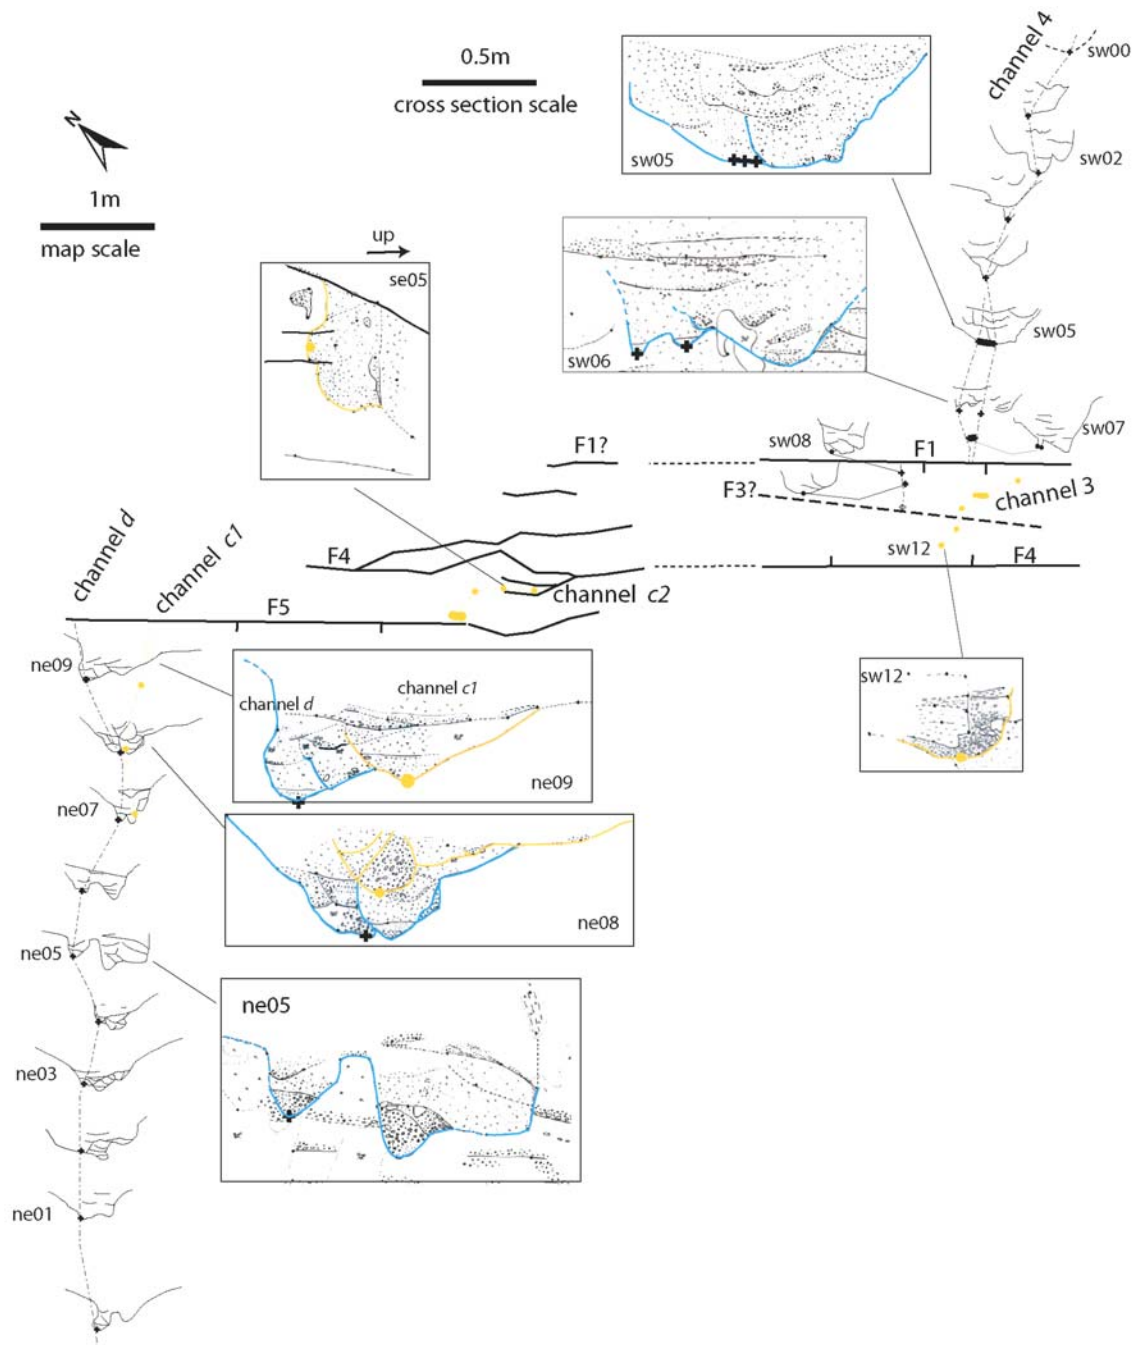 channel 4
sw00
0.5m
cross section scale
sw05
sw02
N
1m
map scale
up
se05
sw05
sw06
sw07
sw08
F1?
F1
F3?
channel 3
channel d
channel c1
F4
sw12
F4
channel c2
F5
ne09
channel d
channel c1
ne09
sw12
ne07
ne08
ne05
ne05
ne03
ne01